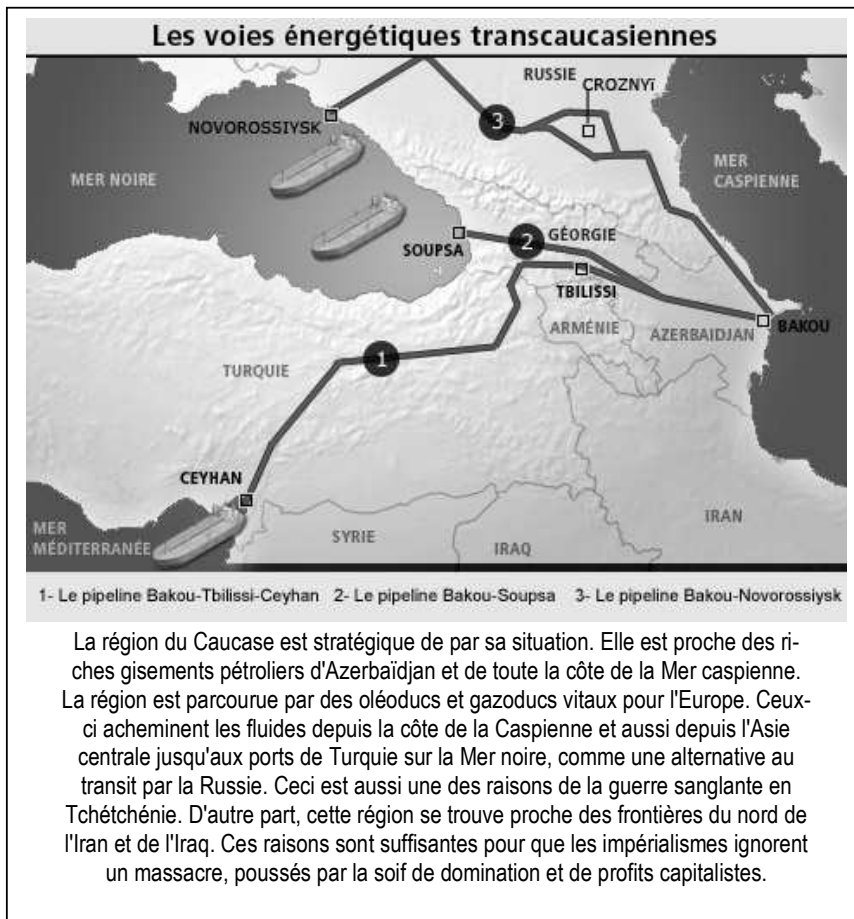 Les voies énergétiques transcaucasiennes
RUSSIE
CROZNYï
NOVOROSSIYSK
3
MER NOIRE
MER
CASPIENNE
SOUPSA
2
GÉORGIE
TBILISSI
ARMÉNIE
AZERBAIDJAN
BAKOU
TURQUIE
1
CEYHAN
MER
MÉDITERRANÉE
SYRIE
IRAQ
IRAN
1- Le pipeline Bakou-Tbilissi-Ceyhan 2- Le pipeline Bakou-Soupsa 3- Le pipeline Bakou-Novorossiysk
La région du Caucase est stratégique de par sa situation. Elle est proche des ri-
ches gisements pétroliers d'Azerbaïdjan et de toute la côte de la Mer caspienne.
La région est parcourue par des oléoducs et gazoducs vitaux pour l'Europe. Ceux-
ci acheminent les fluides depuis la côte de la Caspienne et aussi depuis l'Asie
centrale jusqu'aux ports de Turquie sur la Mer noire, comme une alternative au
transit par la Russie. Ceci est aussi une des raisons de la guerre sanglante en
Tchétchénie. D'autre part, cette région se trouve proche des frontières du nord de
l'Iran et de l'Iraq. Ces raisons sont suffisantes pour que les impérialismes ignorent
un massacre, poussés par la soif de domination et de profits capitalistes.